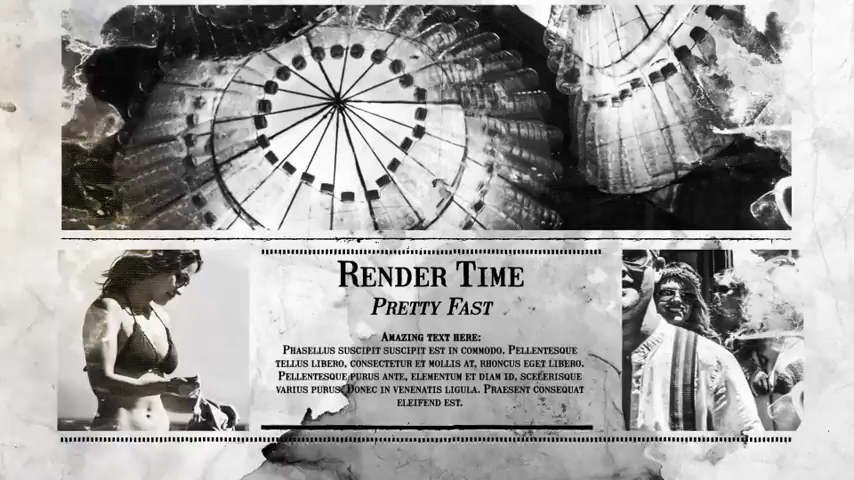 Render Time
Pretty Fast
Amazing text here:
Phasellus suscipit suscipit est in commodo. Pellentesque
tellus libero, consectetur et mollis at, rhoncus eget libero.
Pellentesque purus ante, elementum et diam id, scelerisque
varius purus. Donec in venenatis ligula. Praesent consequat
eleifend est.